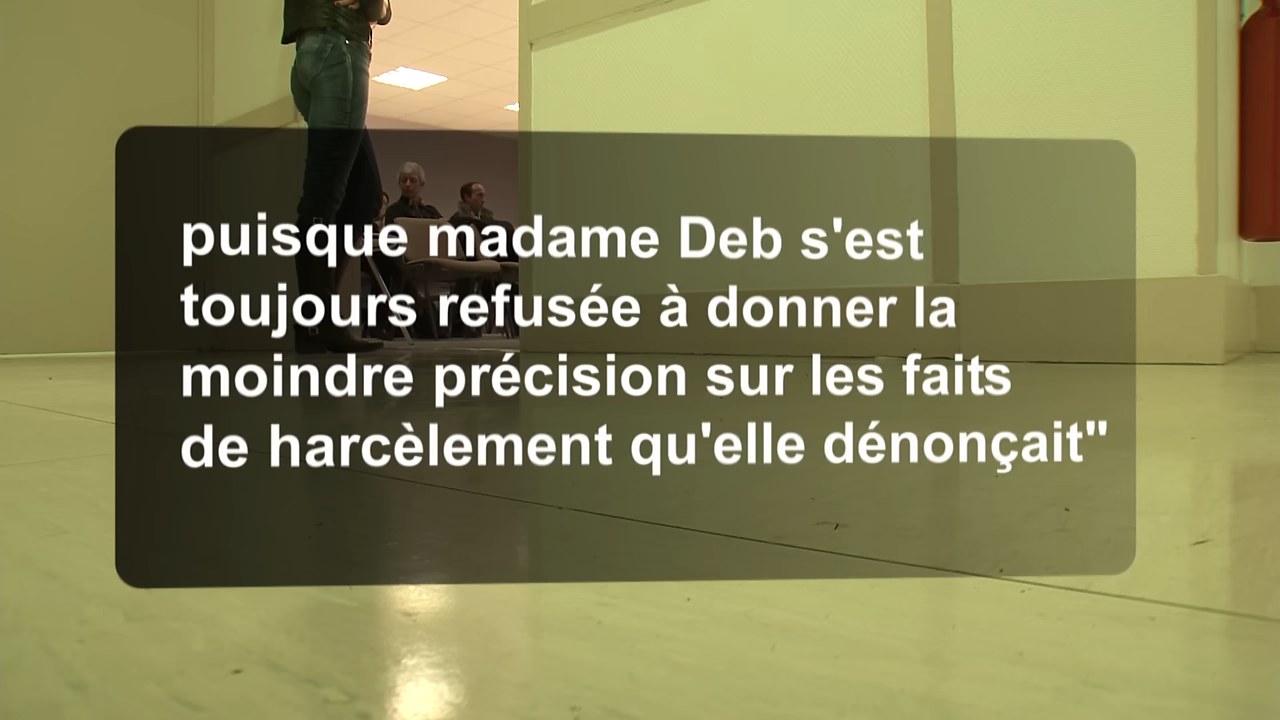 puisque madame Deb s'est
toujours refusée à donner la
moindre précision sur les faits
de harcèlement qu'elle dénonçait"